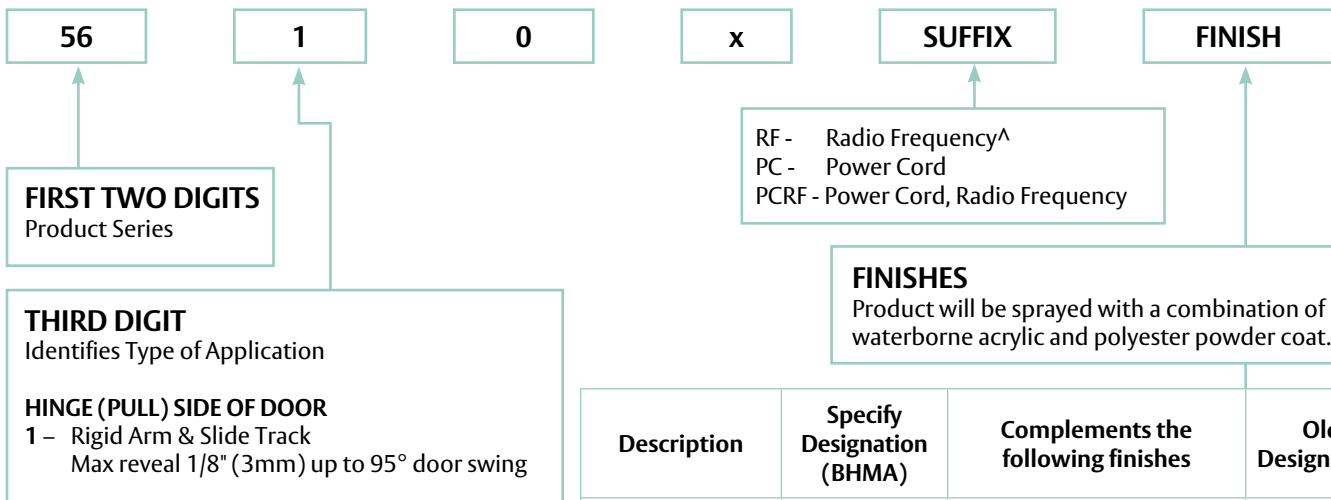 56 1 0 x SUFFIX FINISH
RF - Radio Frequency^
PC - Power Cord
PCRF - Power Cord, Radio Frequency
FIRST TWO DIGITS
Product Series
FINISHES
Product will be sprayed with a combination of
waterborne acrylic and polyester powder coat.
THIRD DIGIT
Identifies Type of Application
HINGE (PULL) SIDE OF DOOR
1 – Rigid Arm & Slide Track
Max reveal 1/8" (3mm) up to 95° door swing
Description
Specify
Designation
(BHMA)
Complements the
following finishes